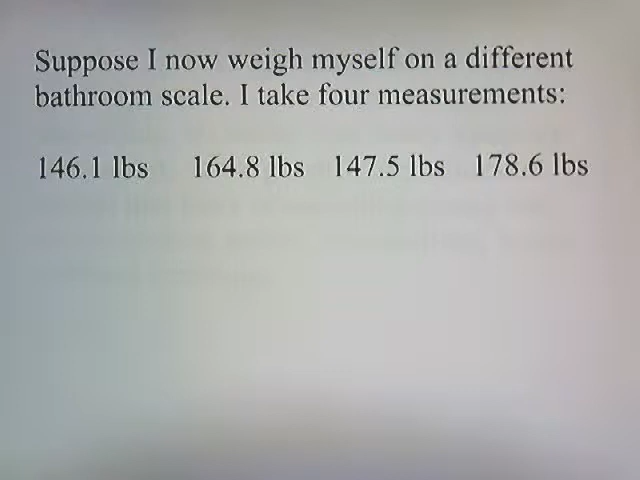 Suppose I now weigh myself on a different
bathroom scale. I take four measurements:
146.1 lbs 164.8 lbs 147.5 lbs 178.6 lbs